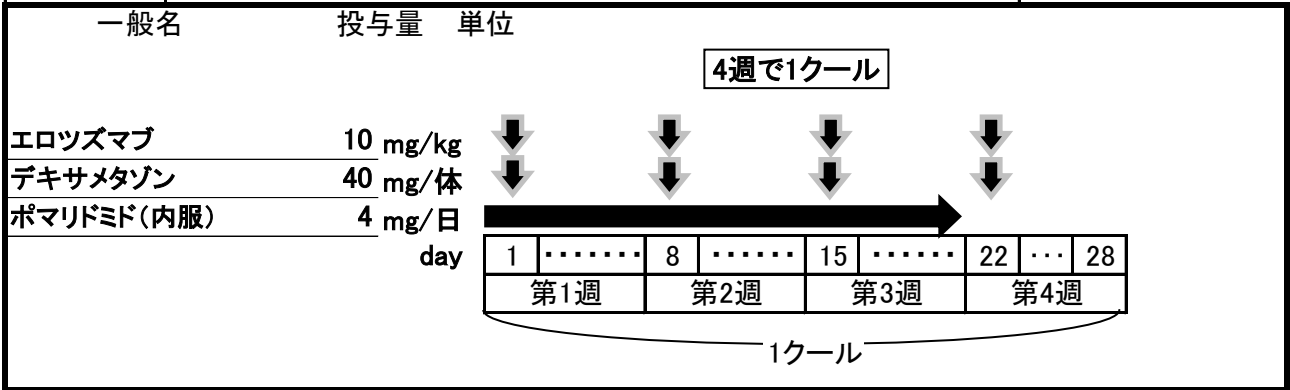 一般名 投与量 単位
4週で1クール
エロツズマブ 10 mg/kg
デキサメタゾン 40 mg/体
ポマリドミド(内服) 4 mg/日
day 1 ・・・・・・・ 8 ・・・・・・ 15 ・・・・・・ 22 ・・・ 28
第1週 第2週 第3週 第4週
1クール